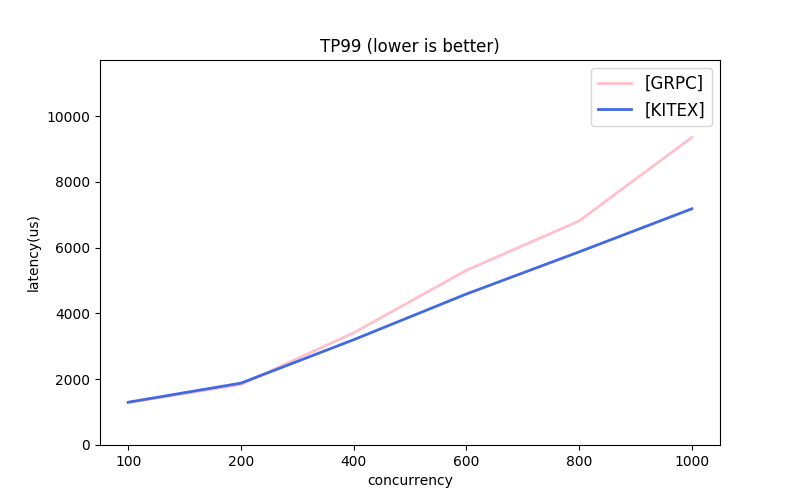 TP99 (lower is better)
[GRPC]
[KITEX]
10000
8000
6000
4000
2000
0
latency(us)
100 200 400 600 800 1000
concurrency